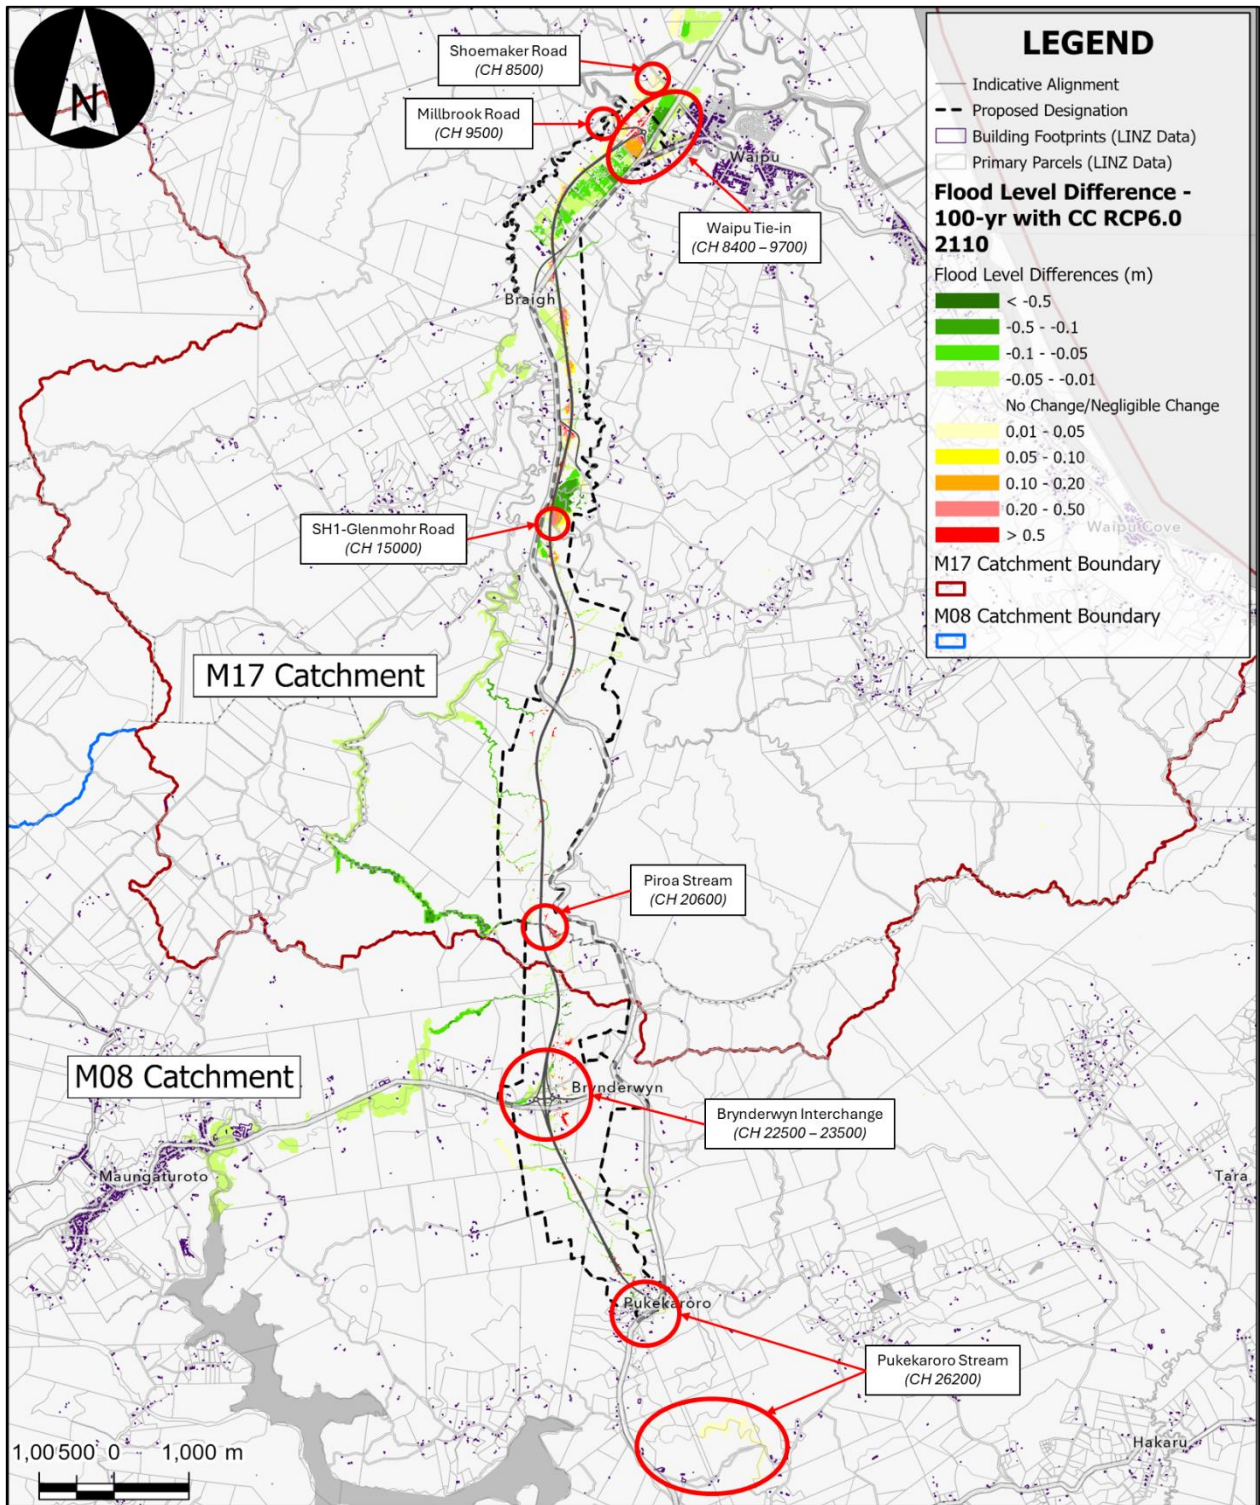 N
Shoemaker Road
(CH 8500)
Millbrook Road
(CH 9500)
Waipu
Waipu Tie-in
(CH 8400 – 9700)
Braigh
SH1-Glenmohr Road
(CH 15000)
M17 Catchment
Piroa Stream
(CH 20600)
M08 Catchment
Brynderwyn
Brynderwyn Interchange
(CH 22500 – 23500)
Maungaturoto
Tara
Pukekaroro
Pukekaroro Stream
(CH 26200)
Hakaru
1,00500 0 1,000 m
LEGEND
Indicative Alignment
Proposed Designation
Building Footprints (LINZ Data)
Primary Parcels (LINZ Data)
Flood Level Difference -
100-yr with CC RCP6.0
2110
Flood Level Differences (m)
< -0.5
-0.5 - -0.1
-0.1 - -0.05
-0.05 - -0.01
No Change/Negligible Change
0.01 - 0.05
0.05 - 0.10
0.10 - 0.20
0.20 - 0.50
> 0.5
Waipu Cove
M17 Catchment Boundary
M08 Catchment Boundary